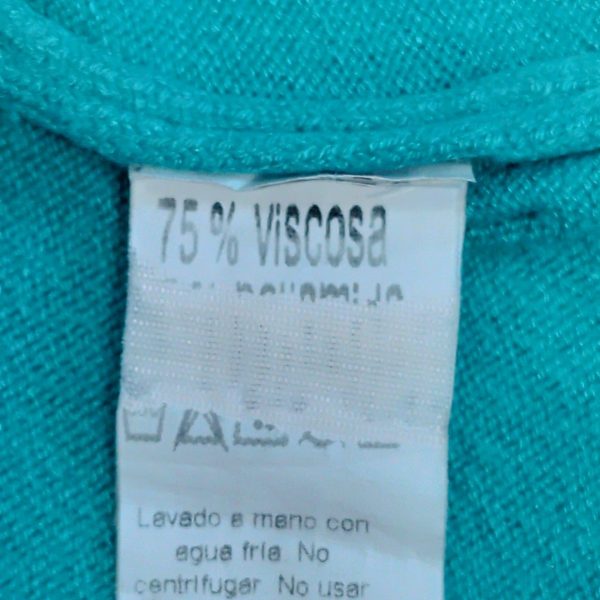 75 % Viscosa
Lavado a mano con
agua fría. No
centrifugar. No usar